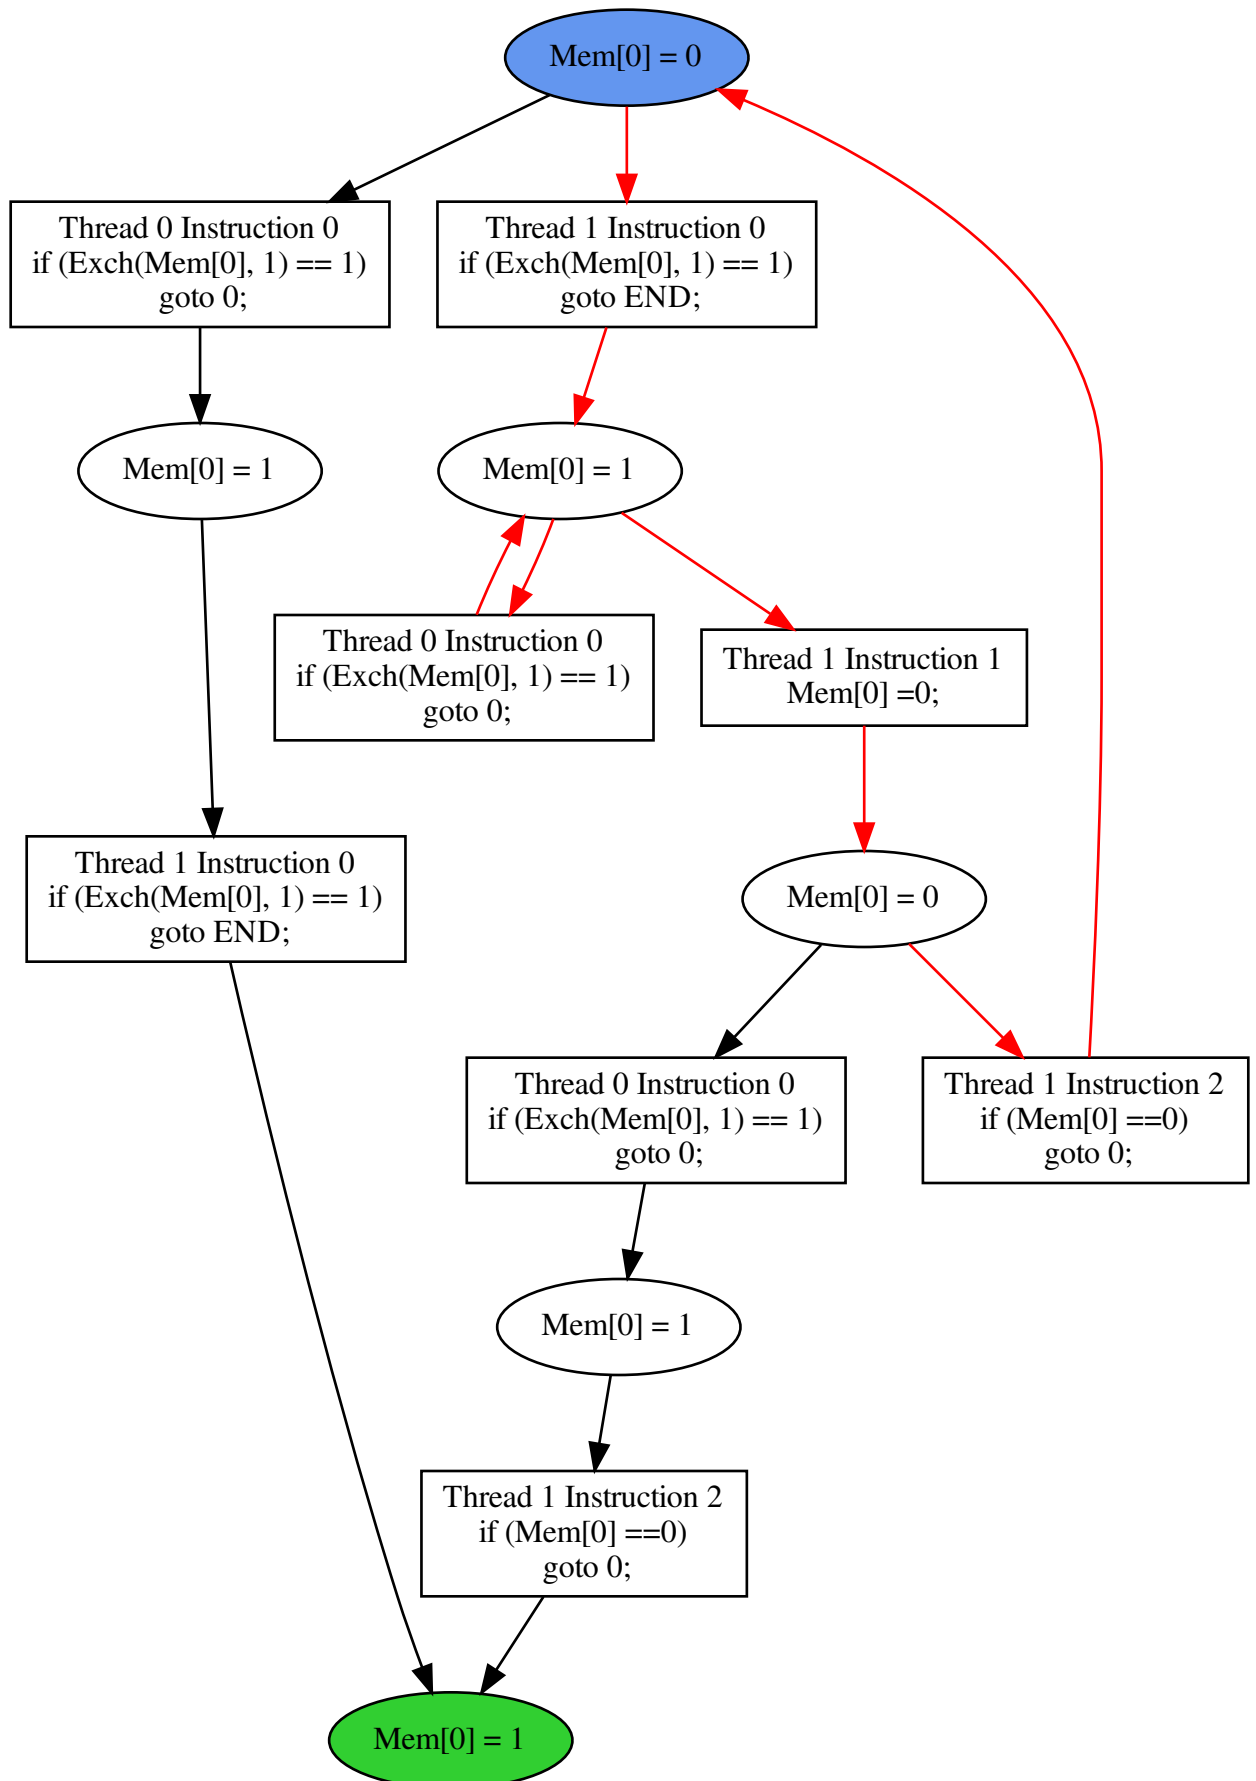 Mem[0] = 0
Thread 0 Instruction 0
if (Exch(Mem[0], 1) == 1)
goto 0;
Thread 1 Instruction 0
if (Exch(Mem[0], 1) == 1)
goto END;
Mem[0] = 1
Mem[0] = 1
Thread 0 Instruction 0
if (Exch(Mem[0], 1) == 1)
goto 0;
Thread 1 Instruction 1
Mem[0] =0;
Thread 1 Instruction 0
if (Exch(Mem[0], 1) == 1)
goto END;
Mem[0] = 0
Thread 0 Instruction 0
if (Exch(Mem[0], 1) == 1)
goto 0;
Thread 1 Instruction 2
if (Mem[0] ==0)
goto 0;
Mem[0] = 1
Thread 1 Instruction 2
if (Mem[0] ==0)
goto 0;
Mem[0] = 1